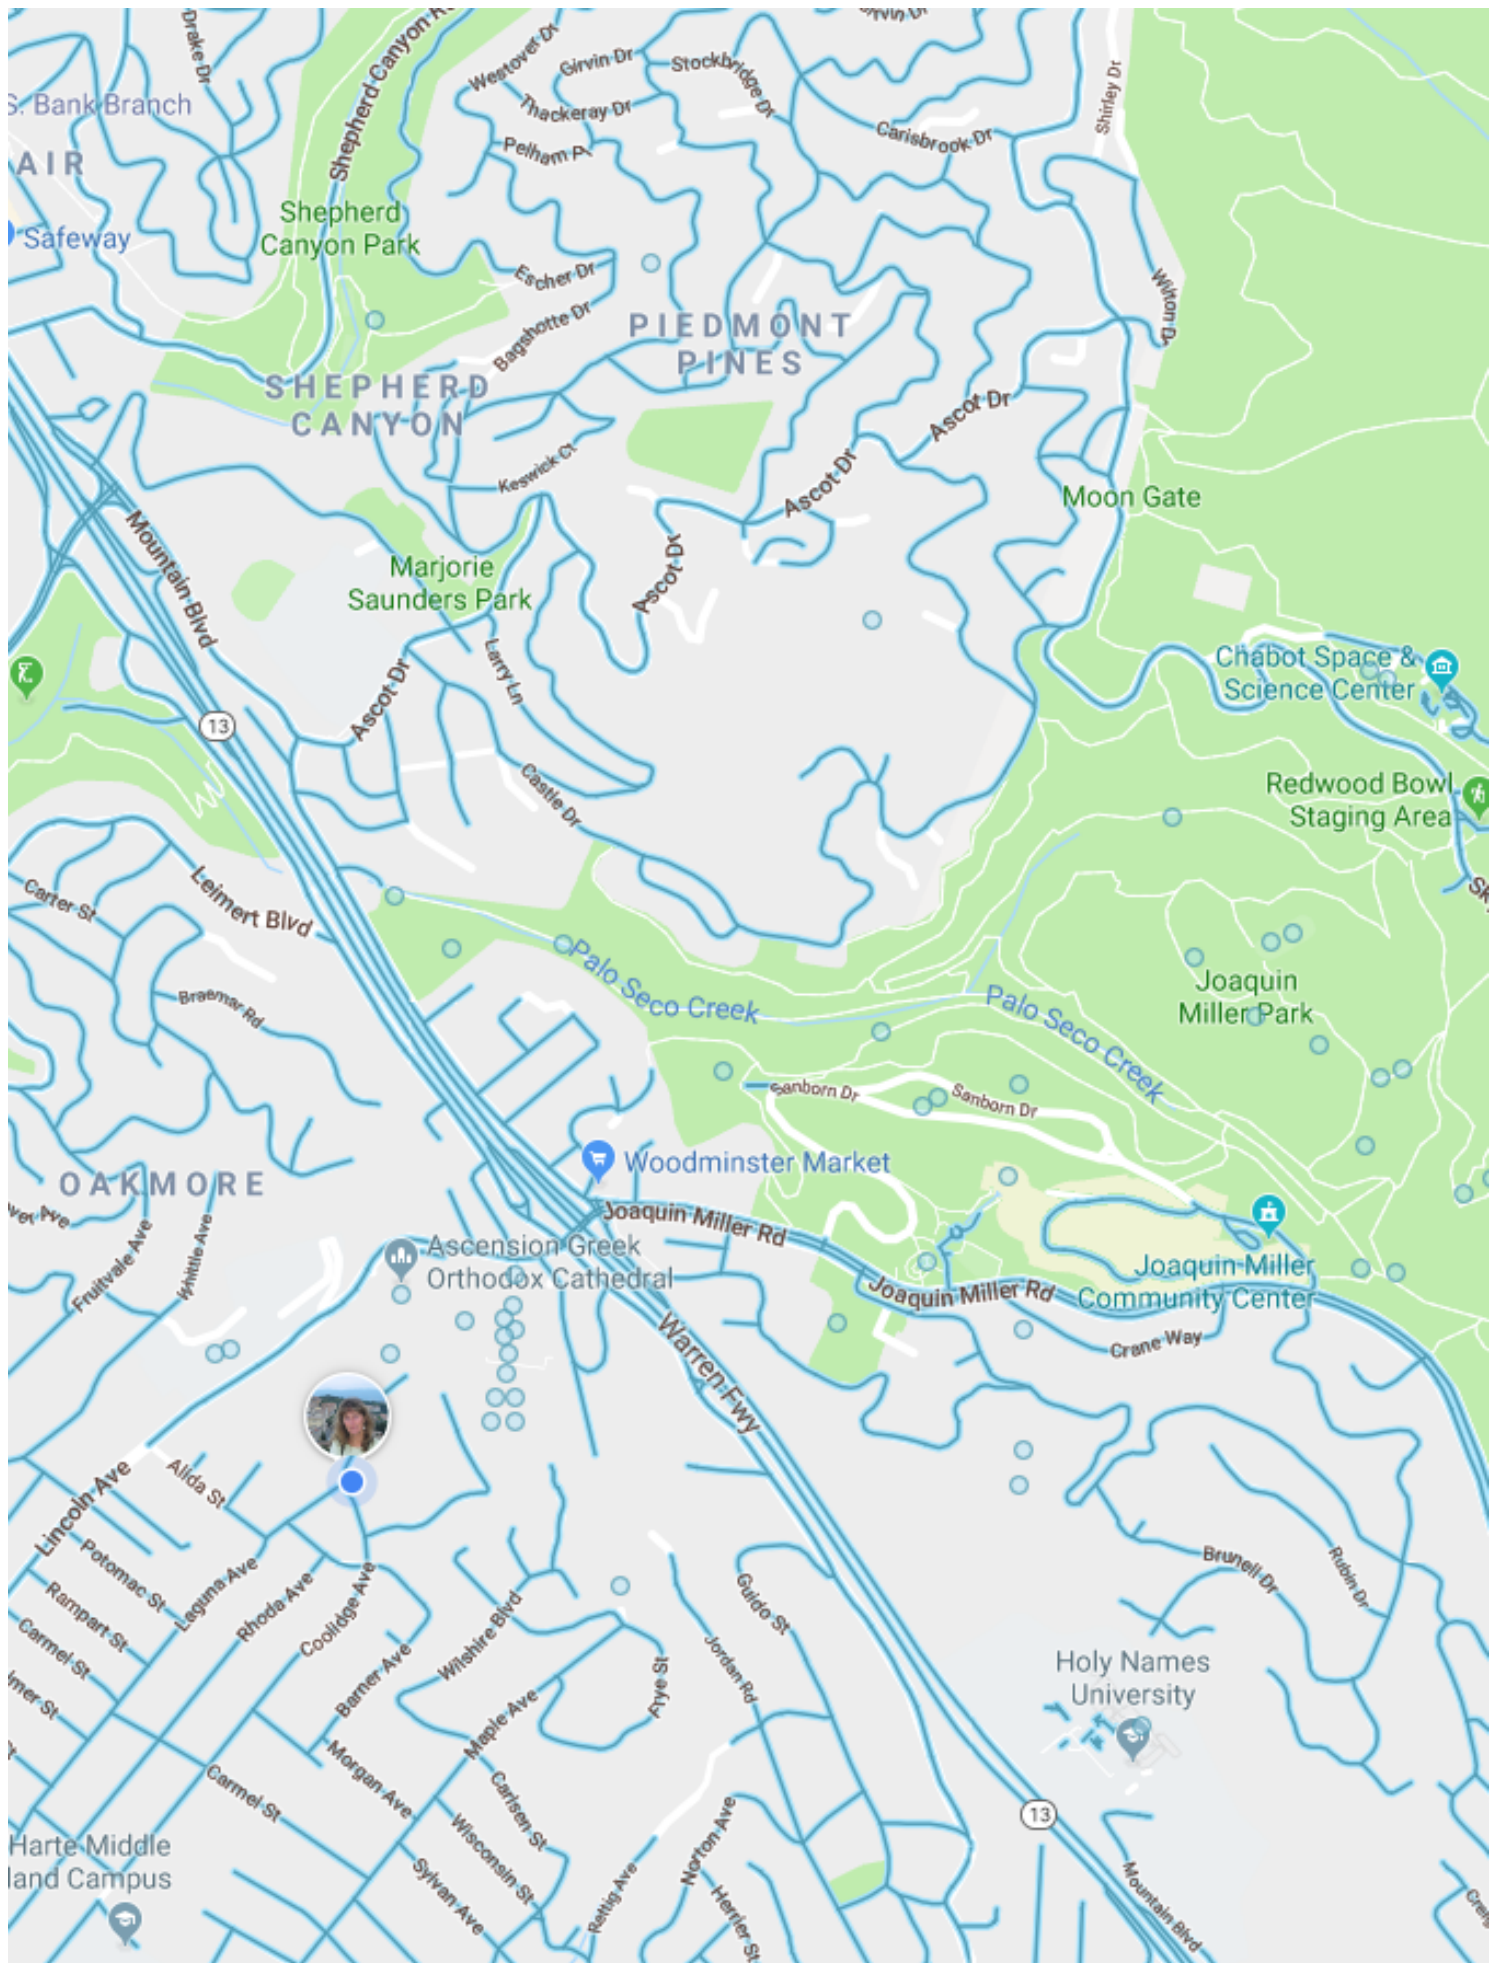 Drake Dr
Shepherd Canyon R
Westover Dr
Girvin Dr
Stockbridge Dr
Shirley Dr
S. Bank Branch
Thackeray Dr
Carisbrook Dr
AIR
Pelham Pl
Shepherd
Canyon Park
Safeway
Escher Dr
Wilton Dr
Bagshotte Dr
PIEDMONT
PINES
SHEPHERD
CANYON
Ascot Dr
Keswick Ct
Ascot Dr
Moon Gate
Mountain Blvd
Marjorie
Saunders Park
Ascot Dr
Larry Ln
Chabot Space &
Science Center
Ascot Dr
13
Castle Dr
Redwood Bowl
Staging Area
Sk
Leimert Blvd
Carter St
Palo Seco Creek
Joaquin
Miller Park
Braemar Rd
Palo Seco Creek
Sanborn Dr
Sanborn Dr
Woodminster Market
OAKMORE
Joaquin Miller Rd
ver Ave
Fruitvale Ave
Whittle Ave
Ascension Greek
Orthodox Cathedral
Joaquin Miller
Community Center
Joaquin Miller Rd
Warren Fwy
Crane Way
Lincoln Ave
Alida St
Potomac St
Laguna Ave
Rampart St
Rhoda Ave
Coolidge Ave
Carmel St
Wilshire Blvd
Guido St
Brunell Dr
Rubin Dr
lmer St
Barner Ave
Frye St
Jordan Rd
Holy Names
University
Maple Ave
Morgan Ave
Carmel St
Carlsen St
Wisconsin St
13
Norton Ave
Harte Middle
land Campus
Sylvan Ave
Rettig Ave
Herrier St
Mountain Blvd